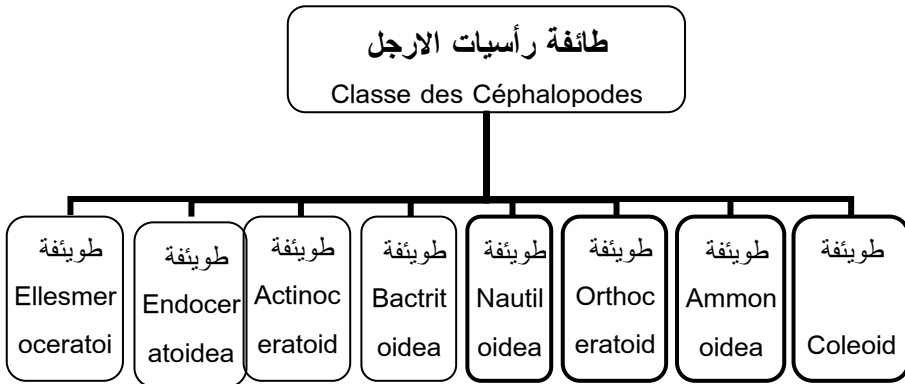 طائفة رأسيات الارجل
Classe des Céphalopodes
طويئفة
Ellesmer
oceratoi
طويئفة
Endocer
atoidea
طويئفة
Actinoc
eratoid
طويئفة
Bactrit
oidea
طويئفة
Nautil
oidea
طويئفة
Orthoc
eratoid
طويئفة
Ammon
oidea
طويئفة
Coleoid